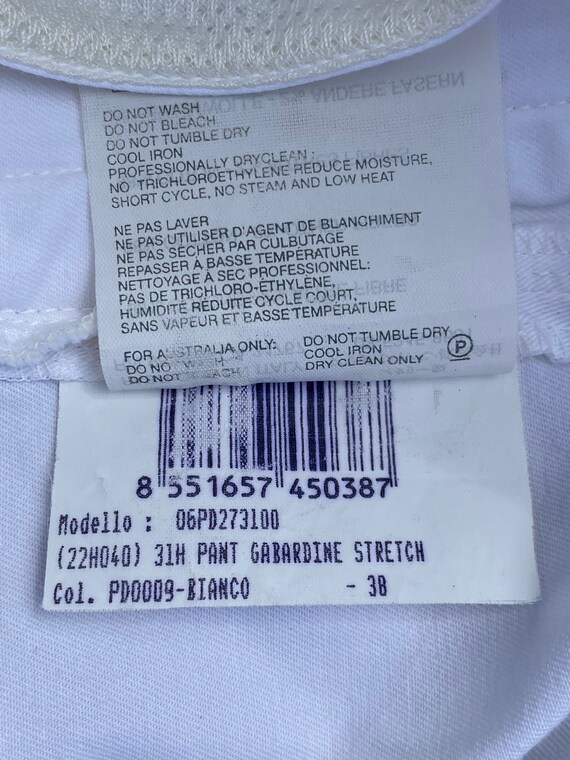 DO NOT WASH
DO NOT BLEACH
DO NOT TUMBLE DRY
COOL IRON
PROFESSIONALLY DRYCLEAN:
NO TRICHLOROETHYLENE REDUCE MOISTURE,
SHORT CYCLE, NO STEAM AND LOW HEAT
NE PAS LAVER
NE PAS UTILISER D'AGENT DE BLANCHIMENT
NE PAS SÉCHER PAR CULBUTAGE
REPASSER À BASSE TEMPÉRATURE
NETTOYAGE À SEC PROFESSIONNEL:
PAS DE TRICHLORO-ÉTHYLÈNE,
HUMIDITÉ RÉDUITE CYCLE COURT,
SANS VAPEUR ET BASSE TEMPÉRATURE
FOR AUSTRALIA ONLY: DO NOT TUMBLE DRY
DO NOT WASH COOL IRON P
DO NOT BLEACH DRY CLEAN ONLY
8 551657 450387
Modello : 06PD273100
(22H040) 31H PANT GABARDINE STRETCH
Col. PD0009-BIANCO - 38